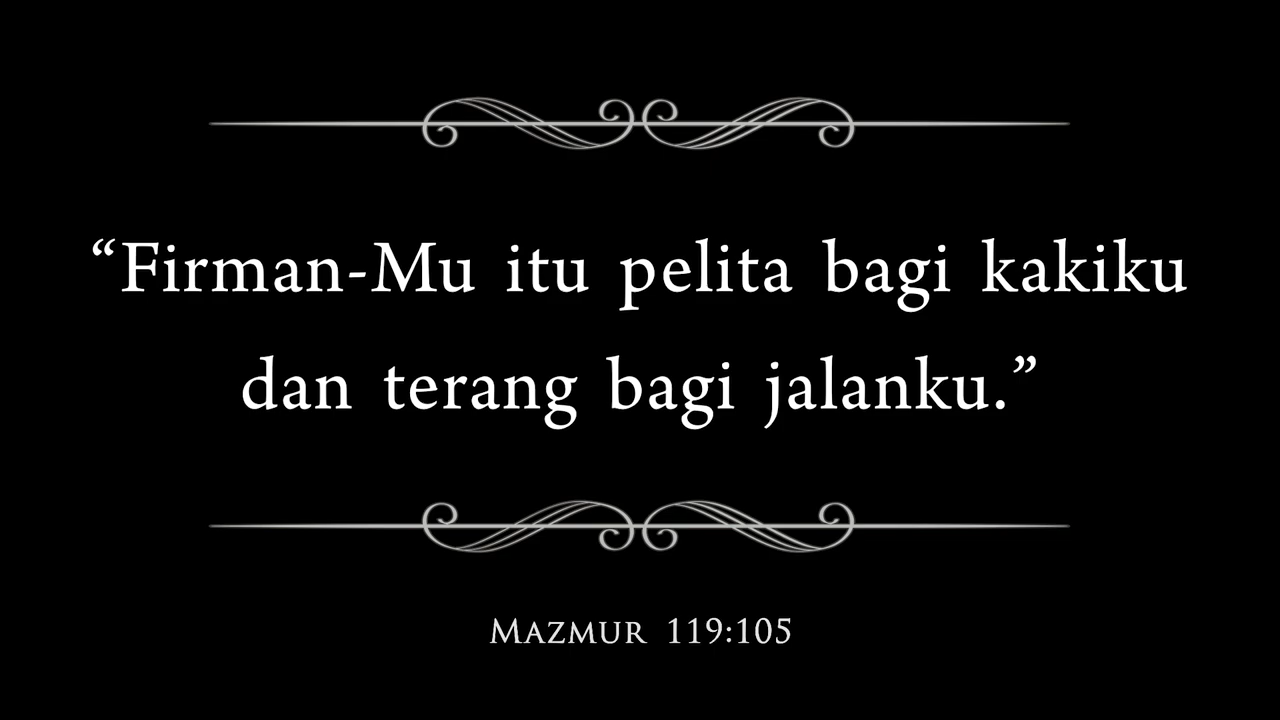 “Firman-Mu itu pelita bagi kakiku
dan terang bagi jalanku.”
Mazmur 119:105